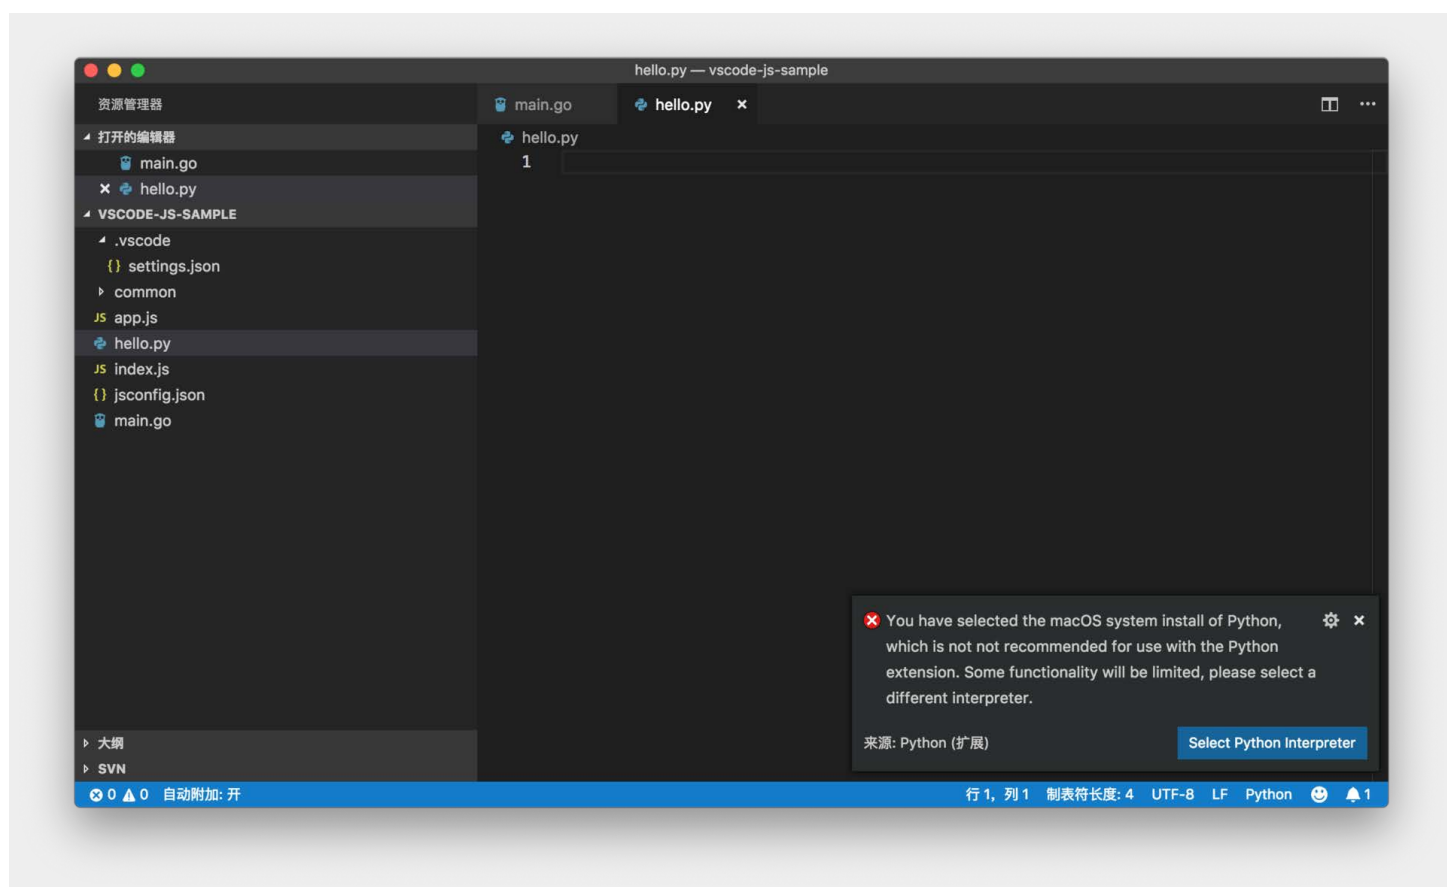 hello.py — vscode-js-sample
资源管理器
main.go
hello.py
打开的编辑器
main.go
hello.py
VSCODE-JS-SAMPLE
.vscode
{} settings.json
common
JS app.js
hello.py
JS index.js
{} jsconfig.json
main.go
大纲
SVN
hello.py
1
You have selected the macOS system install of Python,
which is not not recommended for use with the Python
extension. Some functionality will be limited, please select a
different interpreter.
来源: Python (扩展)
Select Python Interpreter
0 0 自动附加: 开
行 1, 列 1 制表符长度: 4 UTF-8 LF Python 1